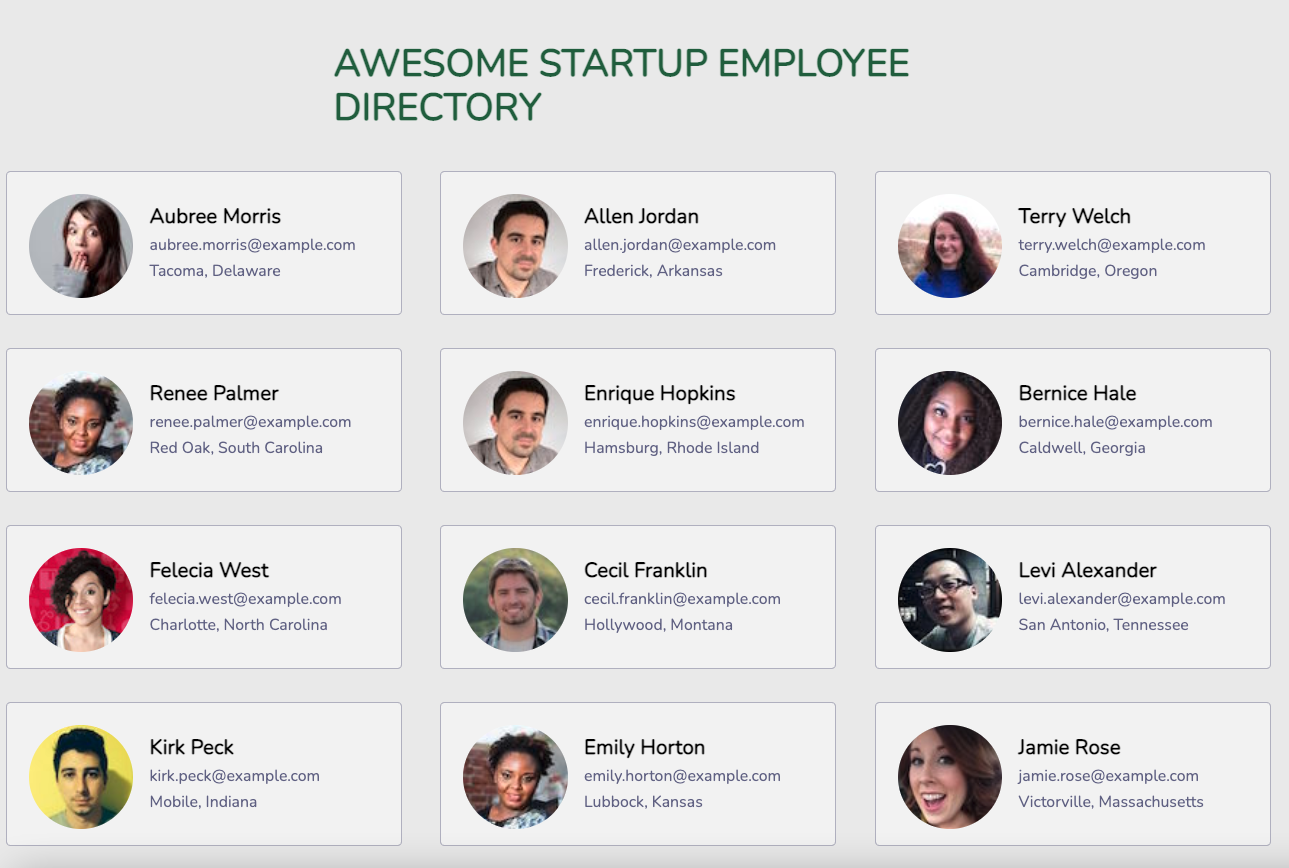 AWESOME STARTUP EMPLOYEE
DIRECTORY
Aubree Morris
aubree.morris@example.com
Tacoma, Delaware
Allen Jordan
allen.jordan@example.com
Frederick, Arkansas
Terry Welch
terry.welch@example.com
Cambridge, Oregon
Renee Palmer
renee.palmer@example.com
Red Oak, South Carolina
Enrique Hopkins
enrique.hopkins@example.com
Hamsburg, Rhode Island
Bernice Hale
bernice.hale@example.com
Caldwell, Georgia
Felecia West
felecia.west@example.com
Charlotte, North Carolina
Cecil Franklin
cecil.franklin@example.com
Hollywood, Montana
Levi Alexander
levi.alexander@example.com
San Antonio, Tennessee
Kirk Peck
kirk.peck@example.com
Mobile, Indiana
Emily Horton
emily.horton@example.com
Lubbock, Kansas
Jamie Rose
jamie.rose@example.com
Victorville, Massachusetts